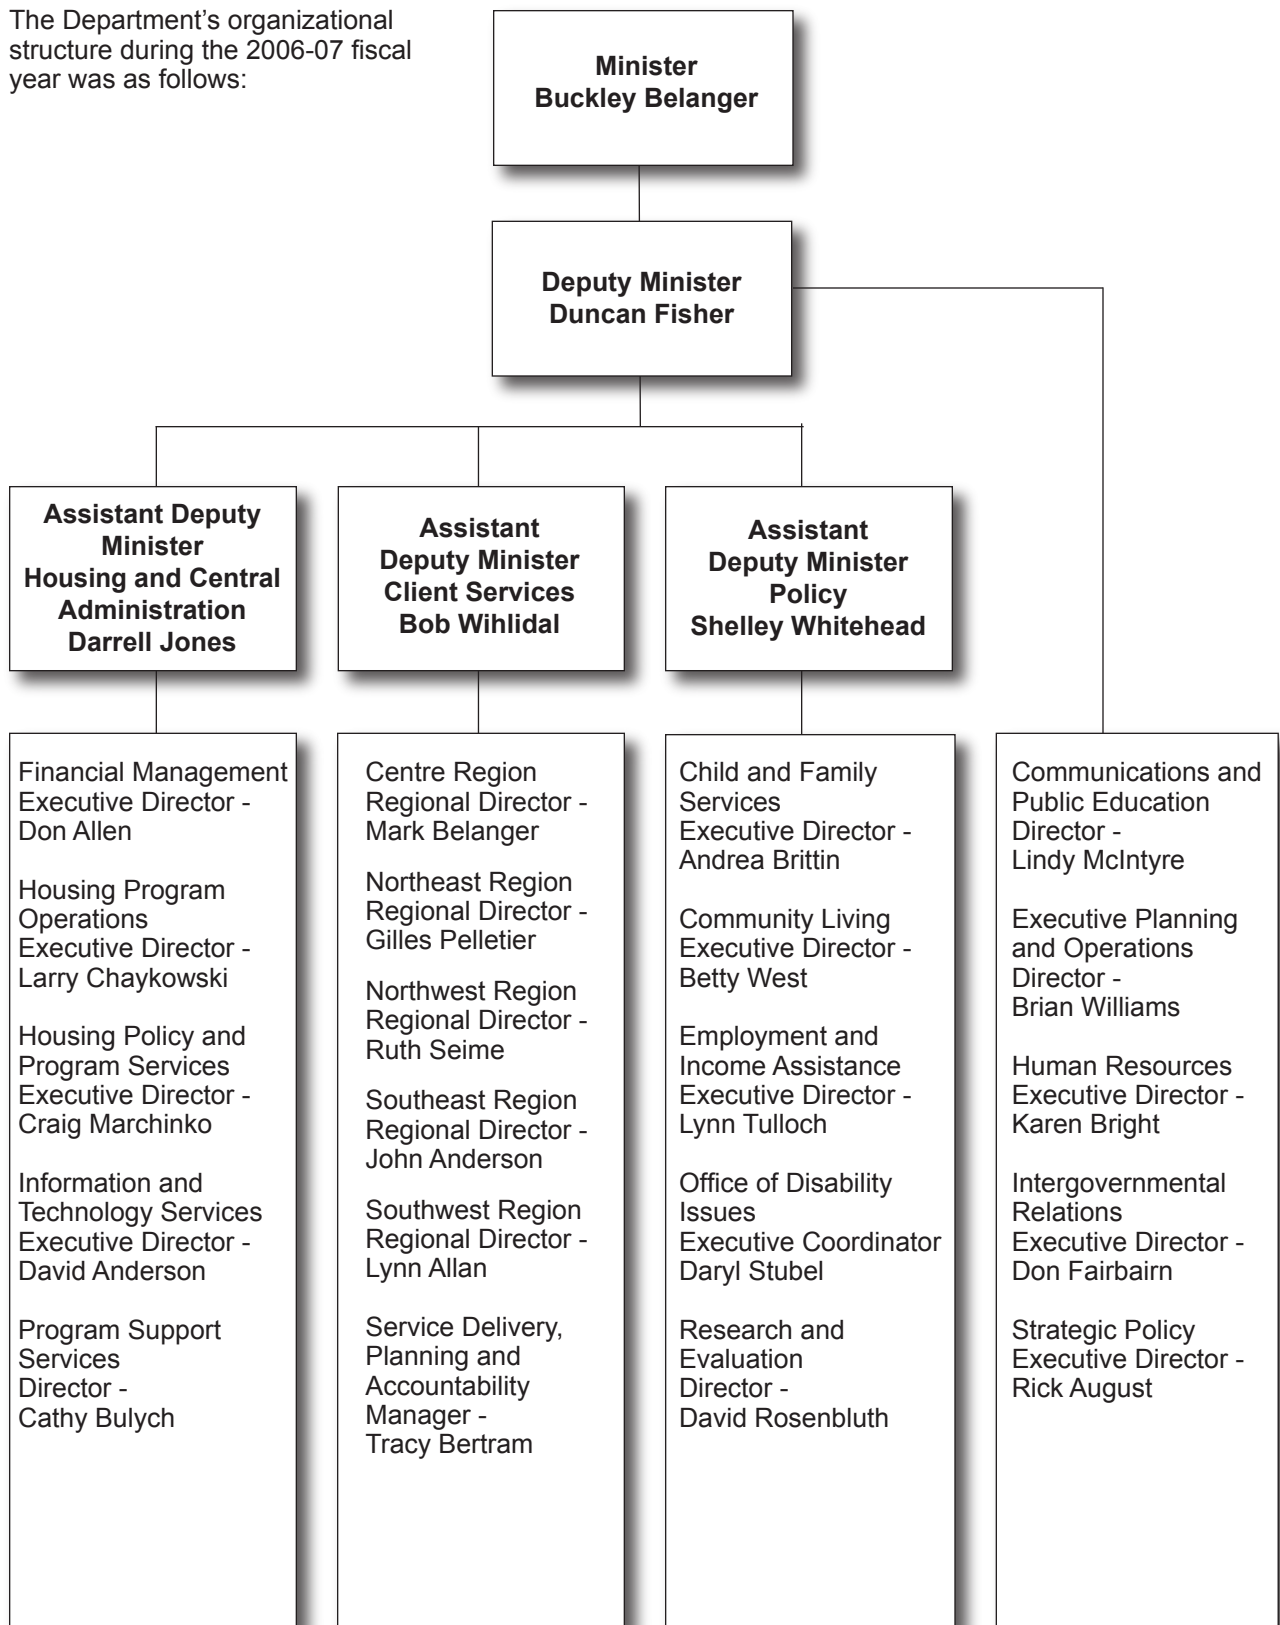 The Department’s organizational
structure during the 2006-07 fiscal
year was as follows:
Minister
Buckley Belanger
Deputy Minister
Duncan Fisher
Assistant Deputy
Minister
Housing and Central
Administration
Darrell Jones
Assistant
Deputy Minister
Client Services
Bob Wihlidal
Assistant
Deputy Minister
Policy
Shelley Whitehead
Financial Management
Executive Director -
Don Allen
Housing Program
Operations
Executive Director -
Larry Chaykowski
Housing Policy and
Program Services
Executive Director -
Craig Marchinko
Information and
Technology Services
Executive Director -
David Anderson
Program Support
Services
Director -
Cathy Bulych
Centre Region
Regional Director -
Mark Belanger
Northeast Region
Regional Director -
Gilles Pelletier
Northwest Region
Regional Director -
Ruth Seime
Southeast Region
Regional Director -
John Anderson
Southwest Region
Regional Director -
Lynn Allan
Service Delivery,
Planning and
Accountability
Manager -
Tracy Bertram
Child and Family
Services
Executive Director -
Andrea Brittin
Community Living
Executive Director -
Betty West
Employment and
Income Assistance
Executive Director -
Lynn Tulloch
Office of Disability
Issues
Executive Coordinator
Daryl Stubel
Research and
Evaluation
Director -
David Rosenbluth
Communications and
Public Education
Director -
Lindy McIntyre
Executive Planning
and Operations
Director -
Brian Williams
Human Resources
Executive Director -
Karen Bright
Intergovernmental
Relations
Executive Director -
Don Fairbairn
Strategic Policy
Executive Director -
Rick August